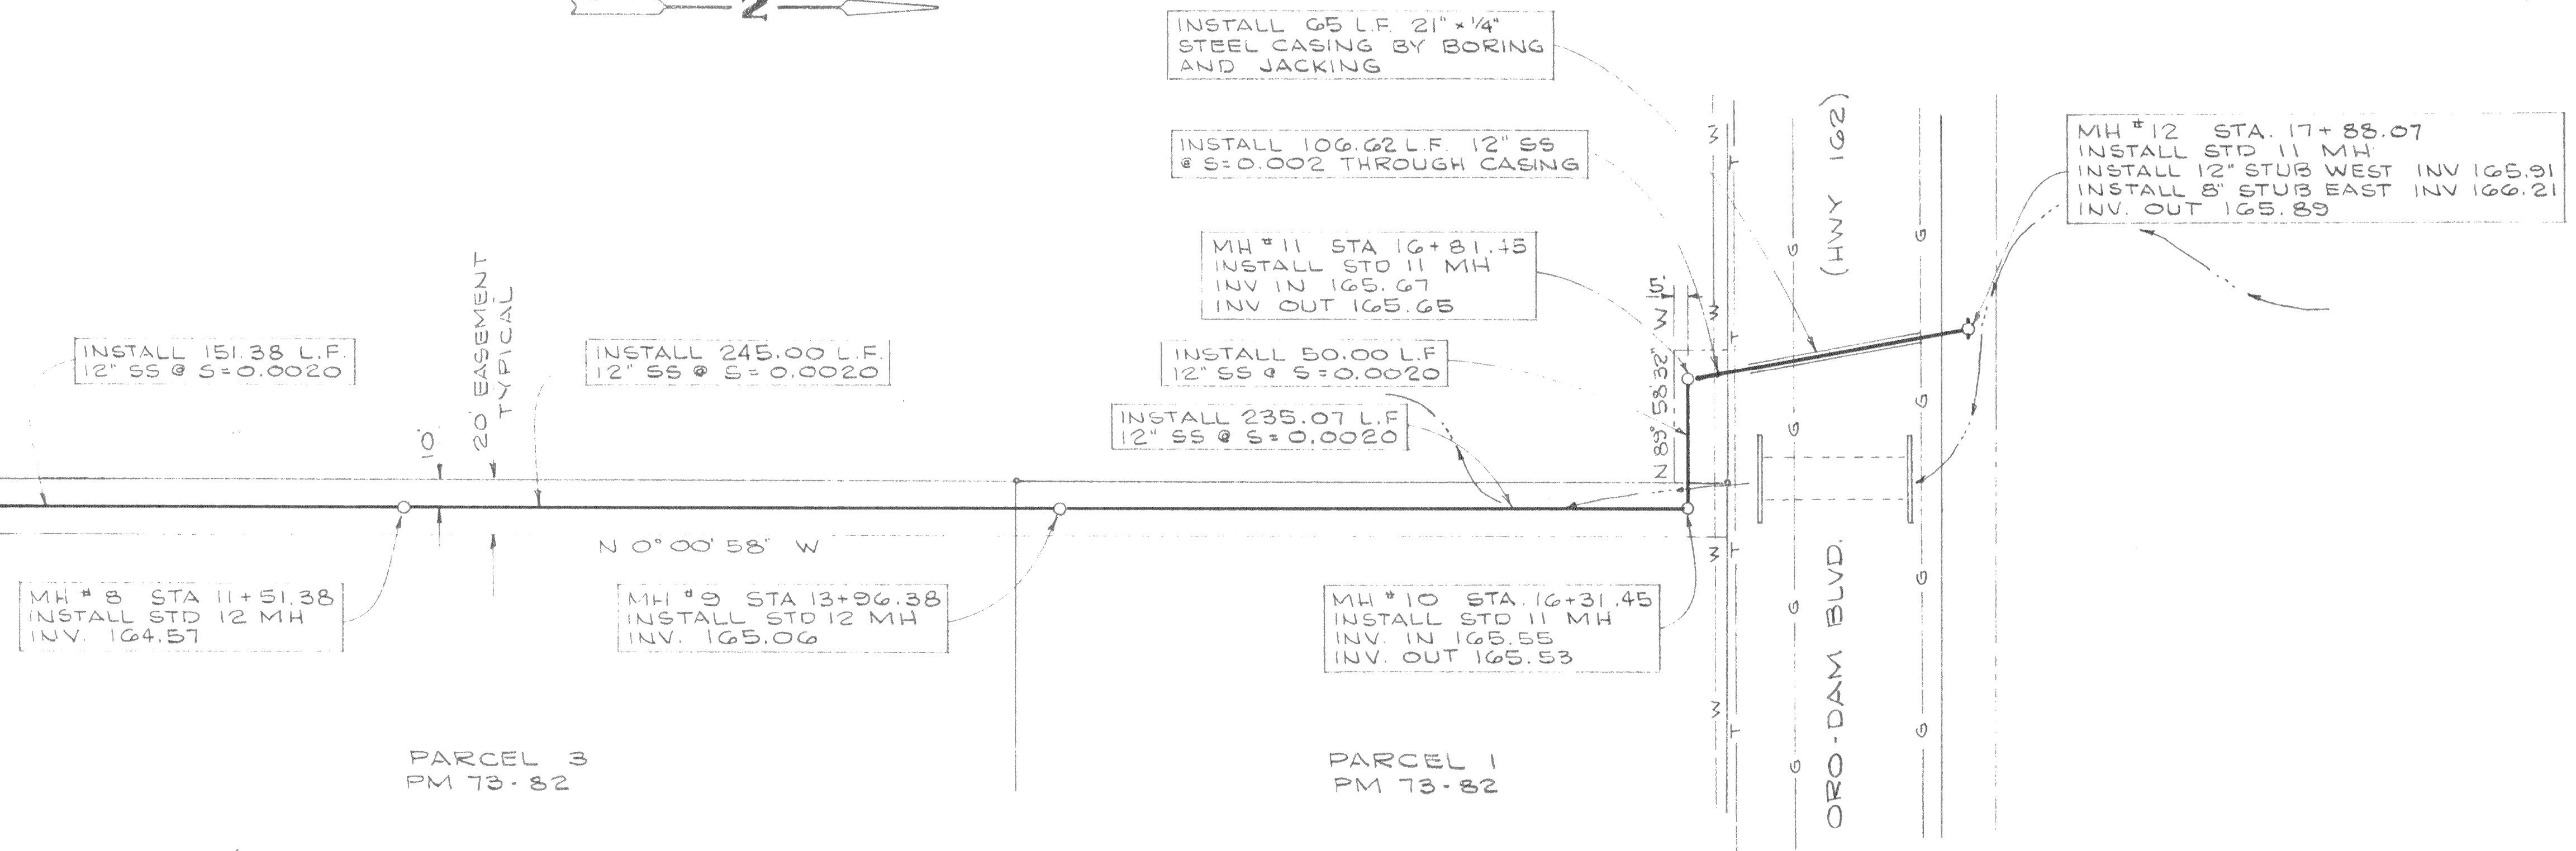 INSTALL 65 L.F. 21" x 1/4"
STEEL CASING BY BORING
AND JACKING
INSTALL 106.62 L.F. 12" SS
@ S=0.002 THROUGH CASING
MH #11 STA 16+81.45
INSTALL STD 11 MH
INV IN 165.67
INV OUT 165.65
INSTALL 50.00 L.F
12" SS @ S=0.0020
INSTALL 235.07 L.F
12" SS @ S=0.0020
MH #12 STA. 17+88.07
INSTALL STD 11 MH
INSTALL 12" STUB WEST INV 165.91
INSTALL 8" STUB EAST INV 166.21
INV. OUT 165.89
INSTALL 151.38 L.F.
12" SS @ S=0.0020
20' EASEMENT
TYPICAL
10'
INSTALL 245.00 L.F.
12" SS @ S=0.0020
5'
N 89° 58' 32" W
(HWY 162)
ORO-DAM BLVD.
N 0° 00' 58" W
MH # 8 STA 11+51.38
INSTALL STD 12 MH
INV. 164.57
MH #9 STA 13+96.38
INSTALL STD 12 MH
INV. 165.06
MH #10 STA. 16+31.45
INSTALL STD 11 MH
INV. IN 165.55
INV. OUT 165.53
PARCEL 3
PM 73-82
PARCEL 1
PM 73-82
W
T
W
T
W
T
W
T
G
G
G
G
G
G
G
G